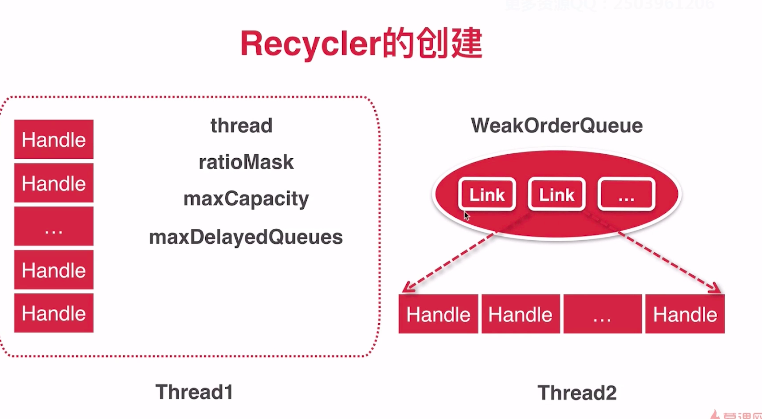 Recycler的创建
Handle
Handle
...
Handle
Handle
thread
ratioMask
maxCapacity
maxDelayedQueues
Thread1
WeakOrderQueue
Link
Link
...
Handle
Handle
...
Handle
Thread2